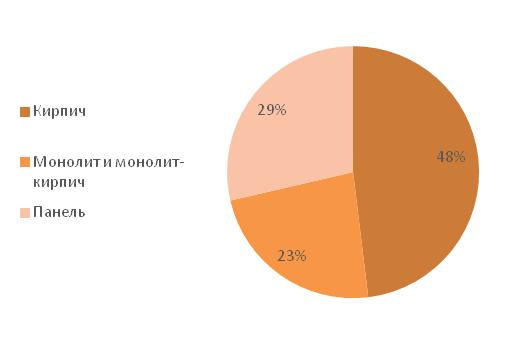 Кирпич
Монолит и монолит-
кирпич
Панель
29%
48%
23%